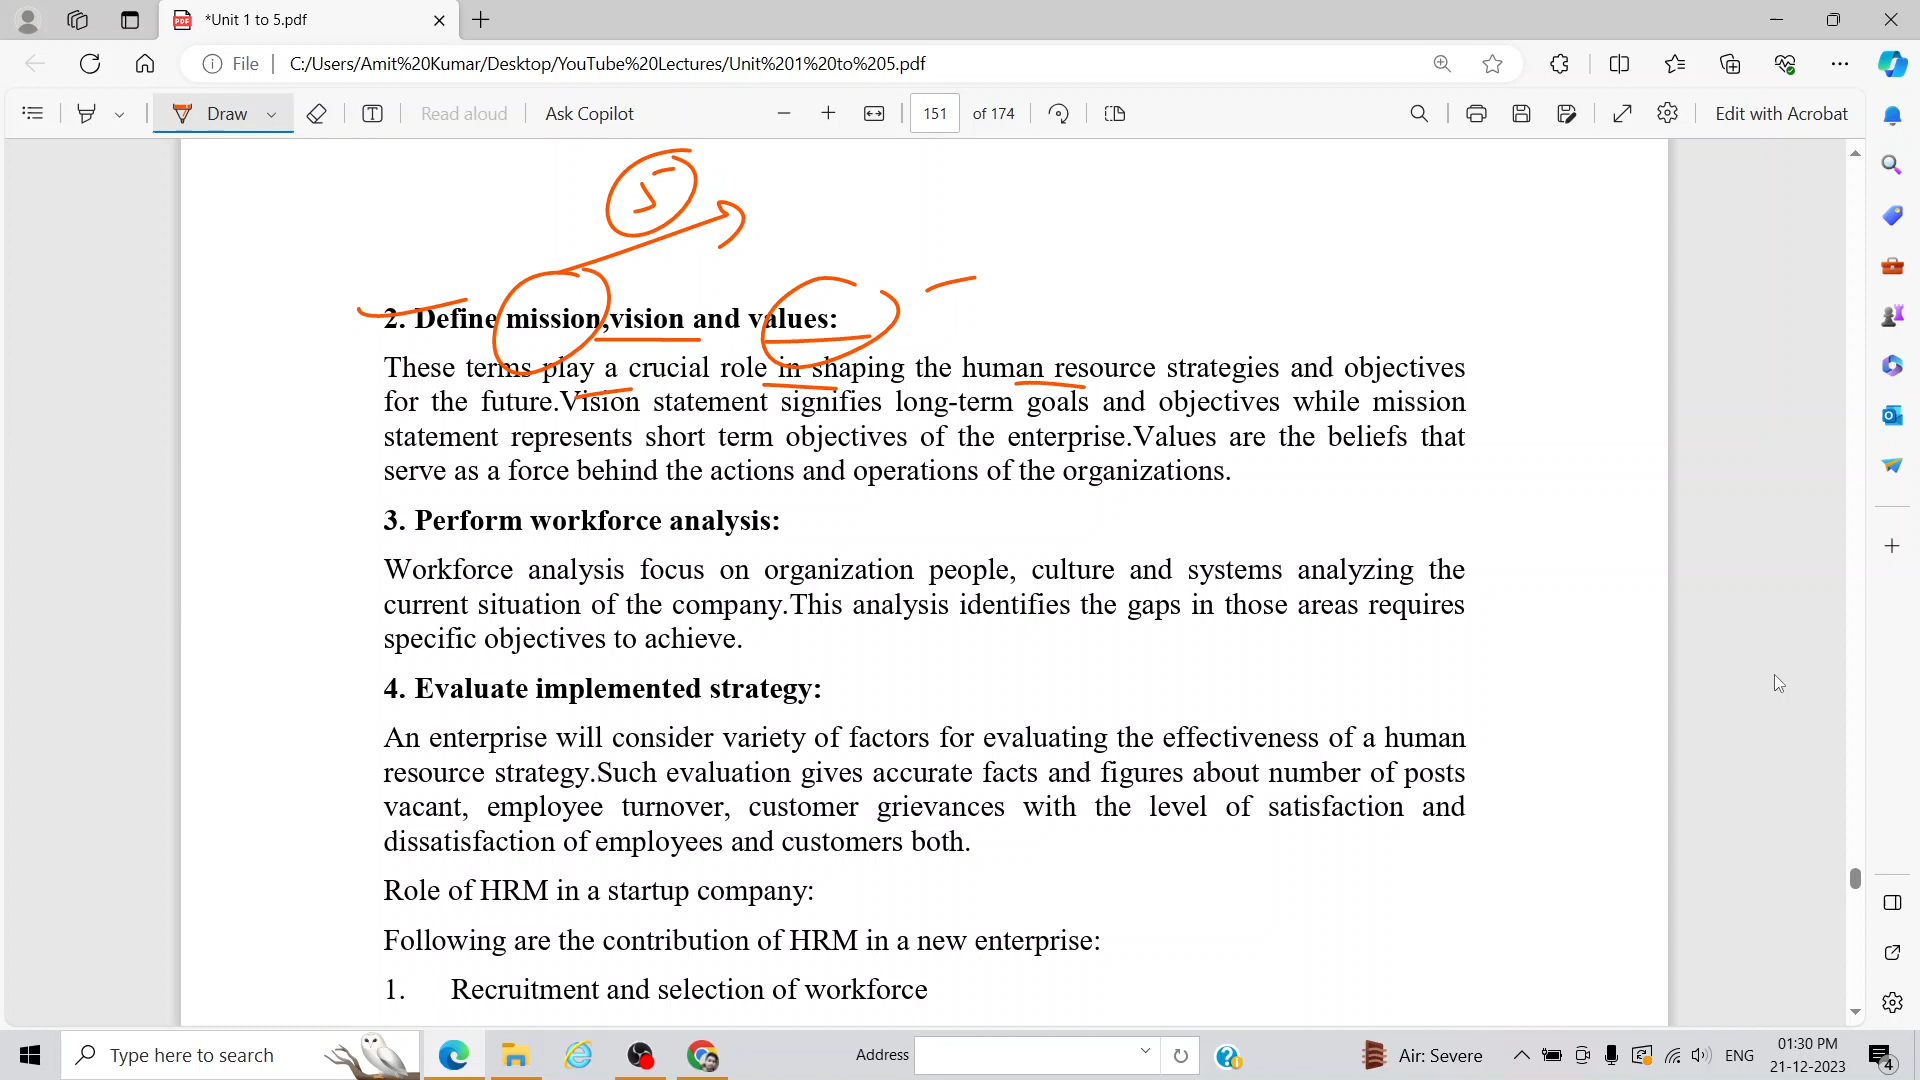 *Unit 1 to 5.pdf
File
C:/Users/Amit%20Kumar/Desktop/YouTube%20Lectures/Unit%201%20to%205.pdf
Draw
Read aloud
Ask Copilot
151 of 174
Edit with Acrobat
5
2. Define mission,vision and values:
These terms play a crucial role in shaping the human resource strategies and objectives
for the future.Vision statement signifies long-term goals and objectives while mission
statement represents short term objectives of the enterprise.Values are the beliefs that
serve as a force behind the actions and operations of the organizations.
3. Perform workforce analysis:
Workforce analysis focus on organization people, culture and systems analyzing the
current situation of the company.This analysis identifies the gaps in those areas requires
specific objectives to achieve.
4. Evaluate implemented strategy:
An enterprise will consider variety of factors for evaluating the effectiveness of a human
resource strategy.Such evaluation gives accurate facts and figures about number of posts
vacant, employee turnover, customer grievances with the level of satisfaction and
dissatisfaction of employees and customers both.
Role of HRM in a startup company:
Following are the contribution of HRM in a new enterprise:
1. Recruitment and selection of workforce
Type here to search
Address
Air: Severe
ENG
01:30 PM
21-12-2023
4